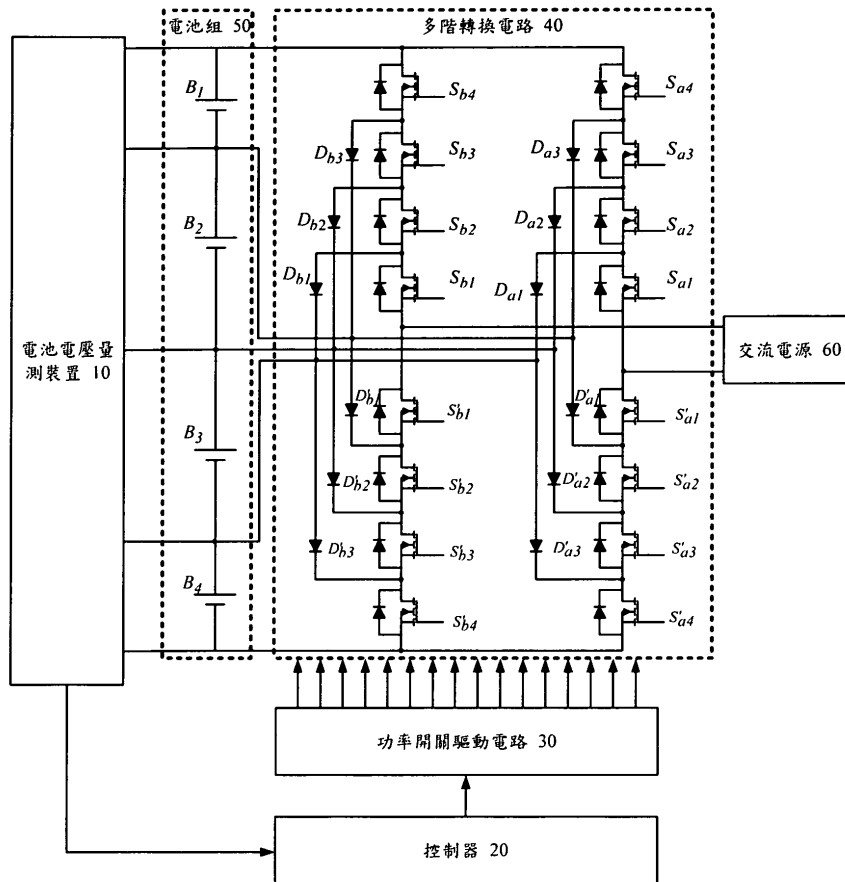 電池組 50
多階轉換電路 40
B1
Sb4
Sa4
Db3
Sb3
Da3
Sa3
B2
Db2
Sb2
Da2
Sa2
Db1
Sb1
Da1
Sa1
電池電壓量
測裝置 10
交流電源 60
D'b1
S'b1
D'a1
S'a1
B3
D'b2
S'b2
D'a2
S'a2
D'b3
S'b3
D'a3
S'a3
B4
S'b4
S'a4
功率開關驅動電路 30
控制器 20